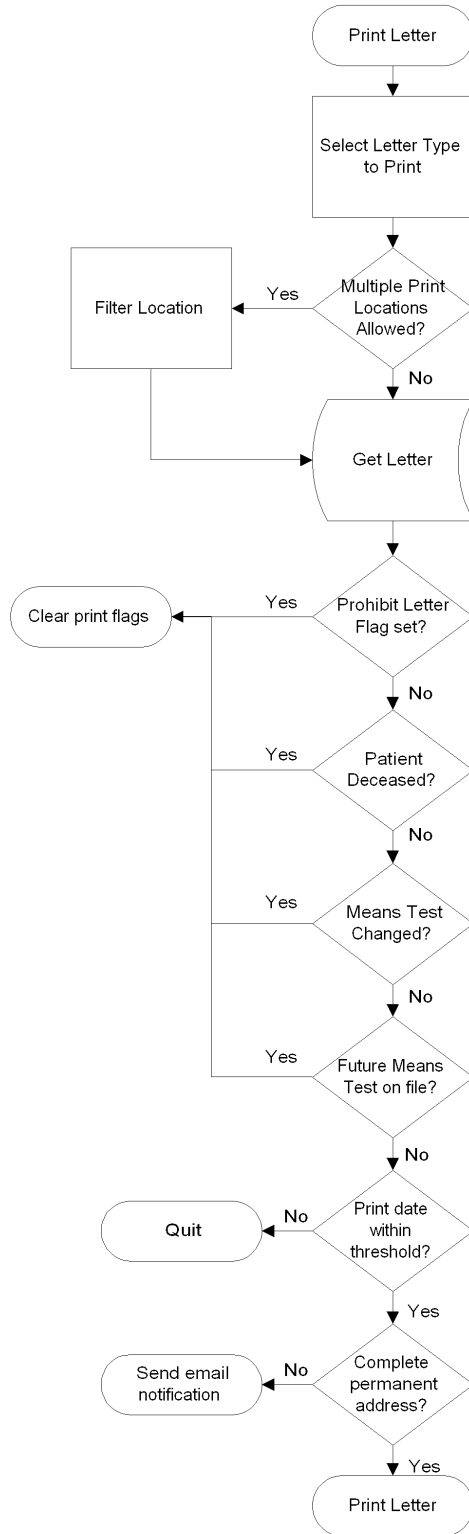 Print Letter
Select Letter Type
to Print
Multiple Print
Locations
Allowed?
Yes
Filter Location
No
Get Letter
Prohibit Letter
Flag set?
Yes
Clear print flags
No
Patient
Deceased?
Yes
No
Means Test
Changed?
Yes
No
Future Means
Test on file?
Yes
No
Print date
within
threshold?
No
Quit
Yes
Complete
permanent
address?
No
Send email
notification
Yes
Print Letter